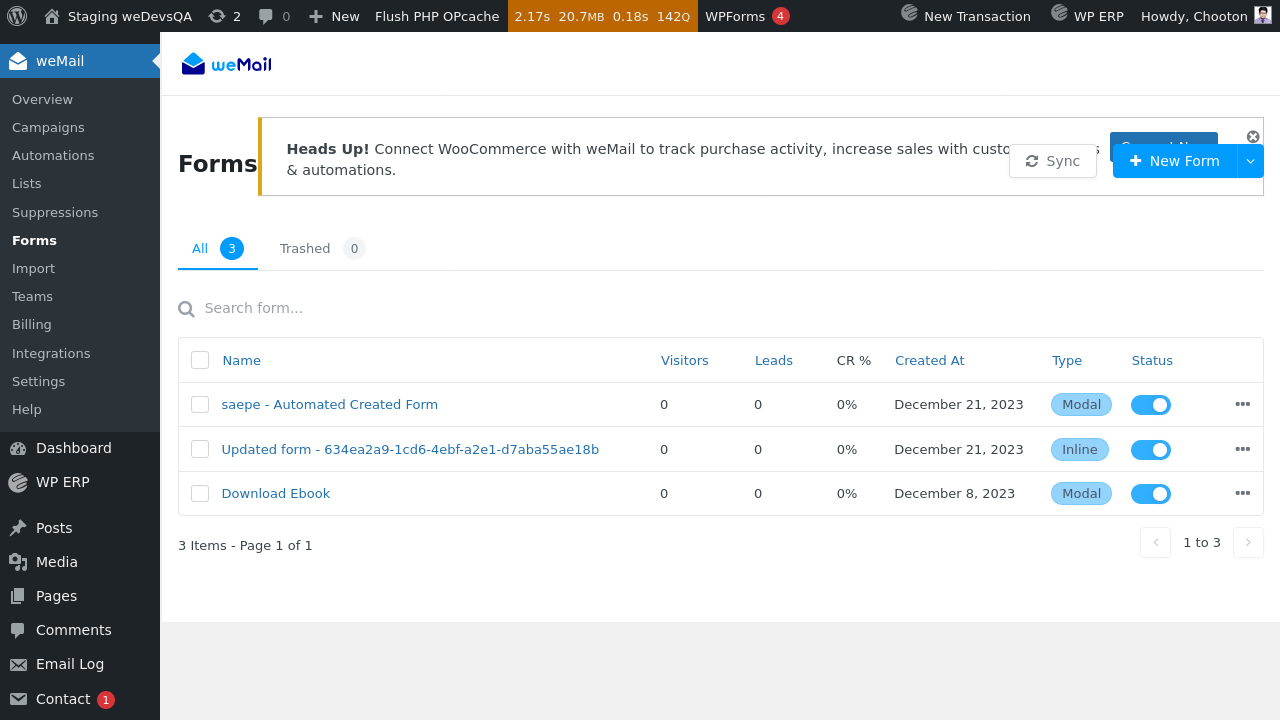 Staging weDevsQA 2 0 New Flush PHP OPcache 2.17s 20.7MB 0.18s 142Q WPForms 4 New Transaction WP ERP Howdy, Chooton
weMail
Overview
Campaigns
Automations
Lists
Suppressions
Forms
Import
Teams
Billing
Integrations
Settings
Help
Dashboard
WP ERP
Posts
Media
Pages
Comments
Email Log
Contact 1
weMail
Forms
Heads Up! Connect WooCommerce with weMail to track purchase activity, increase sales with
& automations.
Sync
New Form
All 3 Trashed 0
Search form...
Name Visitors Leads CR % Created At Type Status
saepe - Automated Created Form 0 0 0% December 21, 2023 Modal
Updated form - 634ea2a9-1cd6-4ebf-a2e1-d7aba55ae18b 0 0 0% December 21, 2023 Inline
Download Ebook 0 0 0% December 8, 2023 Modal
3 Items - Page 1 of 1
1 to 3